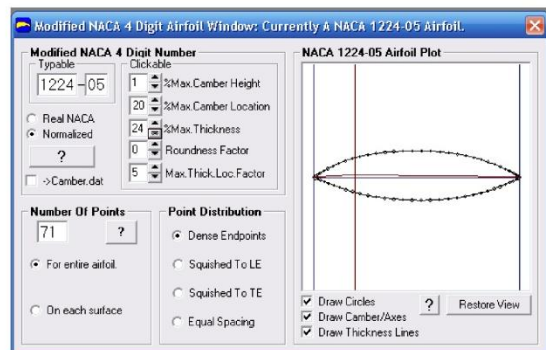 Modified NACA 4 Digit Airfoil Window: Currently A NACA 1224-05 Airfoil.
Modified NACA 4 Digit Number
Typable
1224-05
Real NACA
Normalized
?
->Camber.dat
Clickable
1 %Max.Camber Height
20 %Max.Camber Location
24 %Max.Thickness
0 Roundness Factor
5 Max.Thick.Loc.Factor
Number Of Points
71 ?
For entire airfoil.
On each surface
Point Distribution
Dense Endpoints
Squished To LE
Squished To TE
Equal Spacing
NACA 1224-05 Airfoil Plot
Draw Circles
Draw Camber/Axes
Draw Thickness Lines
? Restore View